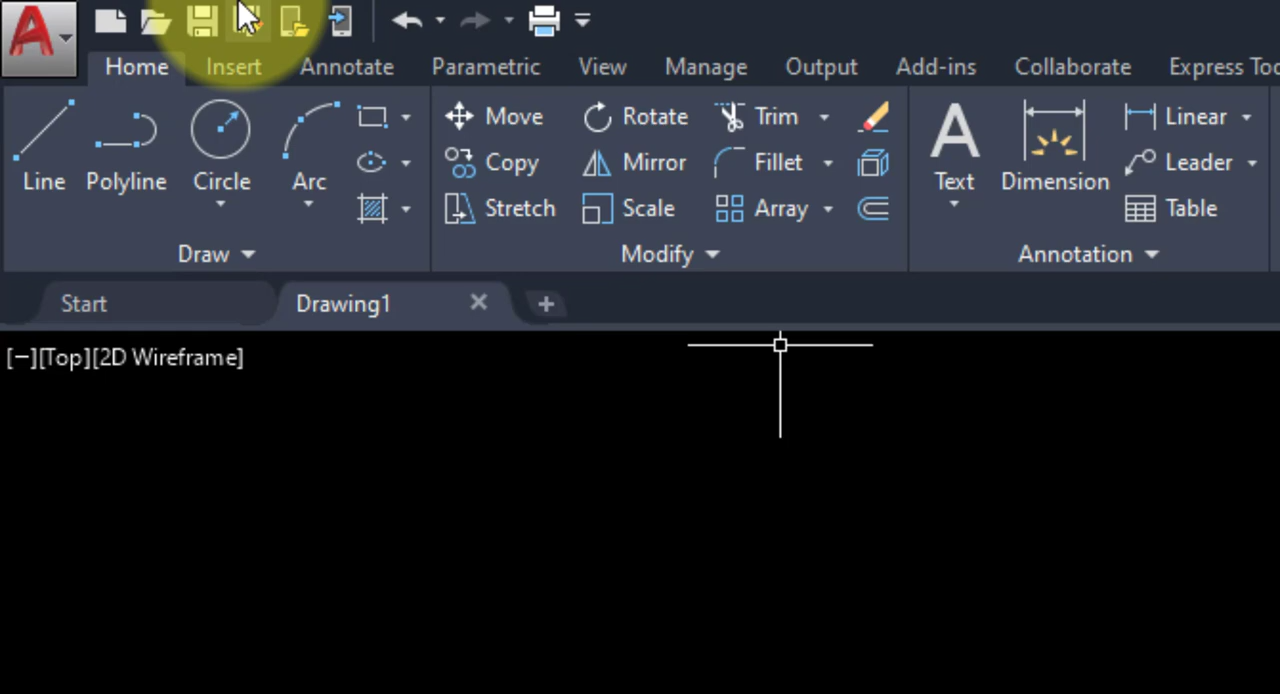 Home Insert Annotate Parametric View Manage Output Add-ins Collaborate Express Too
Line Polyline Circle Arc
Draw
Move Rotate Trim
Copy Mirror Fillet
Stretch Scale Array
Modify
Text Dimension
Linear
Leader
Table
Annotation
Start Drawing1
[−][Top][2D Wireframe]